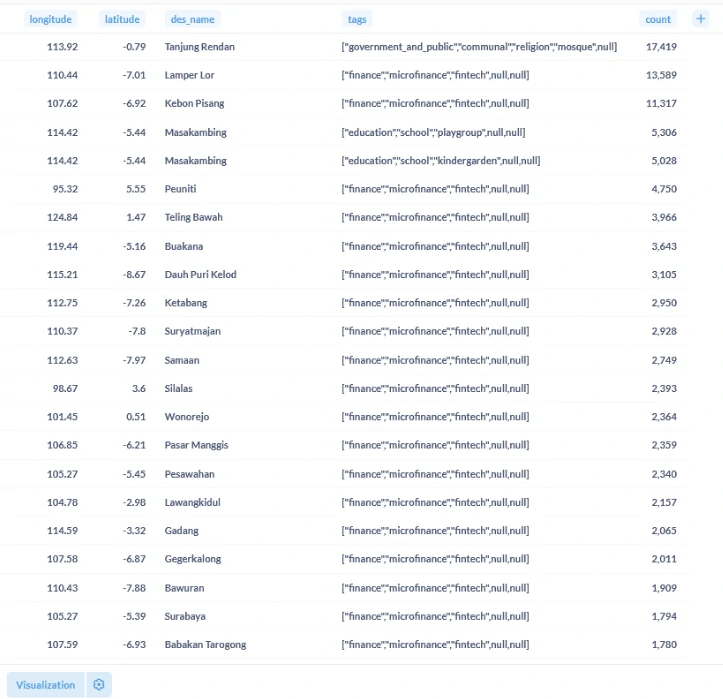 longitude latitude des_name tags count +
113.92 -0.79 Tanjung Rendan ["government_and_public","communal","religion","mosque",null] 17,419
110.44 -7.01 Lamper Lor ["finance","microfinance","fintech",null,null] 13,589
107.62 -6.92 Kebon Pisang ["finance","microfinance","fintech",null,null] 11,317
114.42 -5.44 Masakambing ["education","school","playgroup",null,null] 5,306
114.42 -5.44 Masakambing ["education","school","kindergarden",null,null] 5,028
95.32 5.55 Peuniti ["finance","microfinance","fintech",null,null] 4,750
124.84 1.47 Teling Bawah ["finance","microfinance","fintech",null,null] 3,966
119.44 -5.16 Buakana ["finance","microfinance","fintech",null,null] 3,643
115.21 -8.67 Dauh Puri Kelod ["finance","microfinance","fintech",null,null] 3,105
112.75 -7.26 Ketabang ["finance","microfinance","fintech",null,null] 2,950
110.37 -7.8 Suryatmajan ["finance","microfinance","fintech",null,null] 2,928
112.63 -7.97 Samaan ["finance","microfinance","fintech",null,null] 2,749
98.67 3.6 Silalas ["finance","microfinance","fintech",null,null] 2,393
101.45 0.51 Wonorejo ["finance","microfinance","fintech",null,null] 2,364
106.85 -6.21 Pasar Manggis ["finance","microfinance","fintech",null,null] 2,359
105.27 -5.45 Pesawahan ["finance","microfinance","fintech",null,null] 2,340
104.78 -2.98 Lawangkidul ["finance","microfinance","fintech",null,null] 2,157
114.59 -3.32 Gadang ["finance","microfinance","fintech",null,null] 2,065
107.58 -6.87 Gegerkalong ["finance","microfinance","fintech",null,null] 2,011
110.43 -7.88 Bawuran ["finance","microfinance","fintech",null,null] 1,909
105.27 -5.39 Surabaya ["finance","microfinance","fintech",null,null] 1,794
107.59 -6.93 Babakan Tarogong ["finance","microfinance","fintech",null,null] 1,780
Visualization